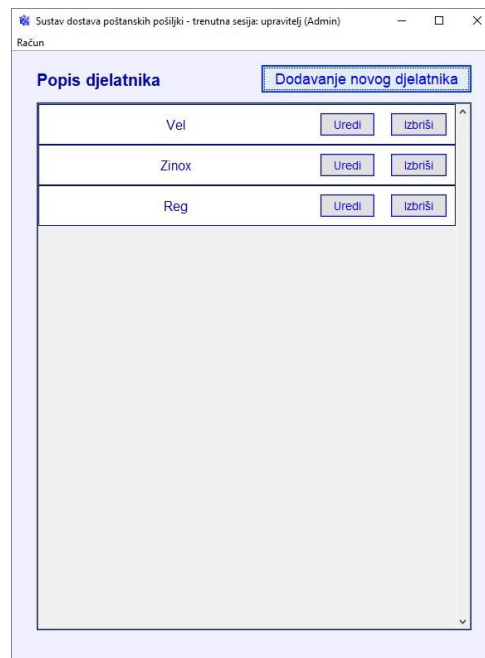 Sustav dostava poštanskih pošiljki - trenutna sesija: upravitelj (Admin)
Račun
Popis djelatnika Dodavanje novog djelatnika
Vel Uredi Izbriši
Zinox Uredi Izbriši
Reg Uredi Izbriši